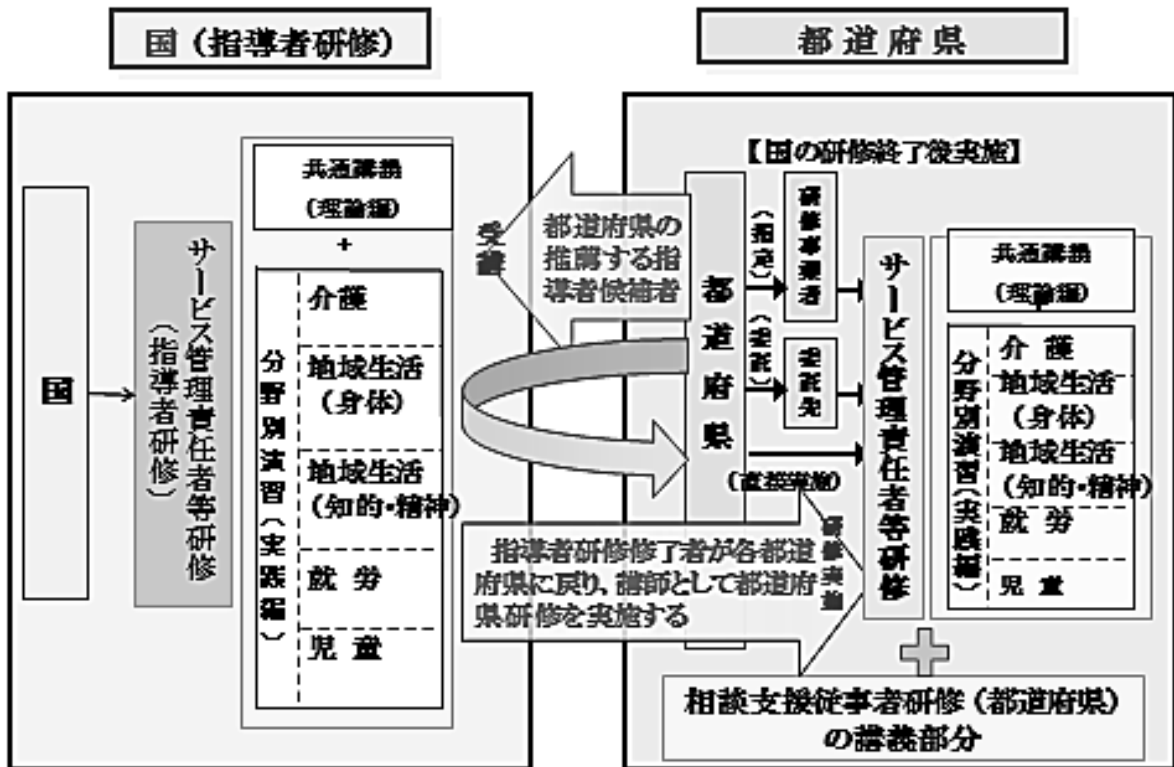 国（指導者研修）
国
サービス管理責任者等研修
（指導者研修）
共通講義
（理論編）
+
分野別演習（実践編）
介護
地域生活
（身体）
地域生活
（知的・精神）
就労
児童
受講
都道府県の
推薦する指
導者候補者
指導者研修修了者が各都道
府県に戻り、講師として都道府
県研修を実施する
研修実施
都道府県
【国の研修終了後実施】
都道府県
（指定）
研修事業者
（委託）
委託先
（直接実施）
サービス管理責任者等研修
共通講義
（理論編）
分野別演習（実践編）
介護
地域生活
（身体）
地域生活
（知的・精神）
就労
児童
相談支援従事者研修（都道府県）
の講義部分